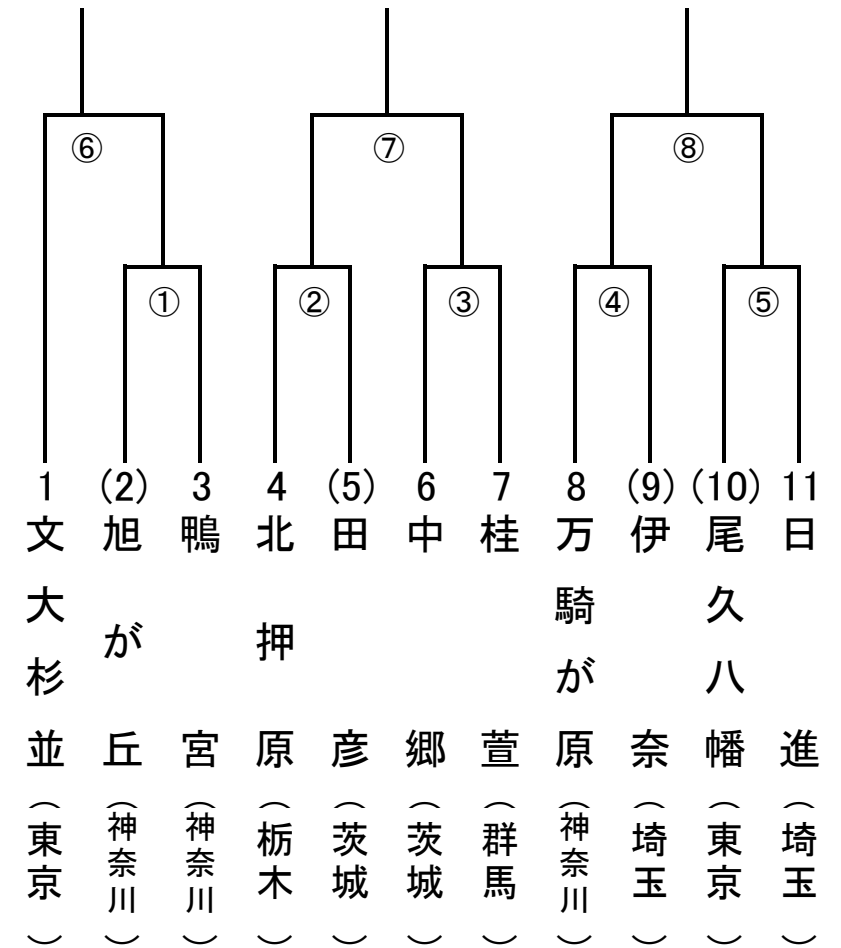 ⑥ ⑦ ⑧
① ② ③ ④ ⑤
1 (2) 3 4 (5) 6 7 8 (9) (10) 11
文大杉並(東京)
旭が丘(神奈川)
鴨宮(神奈川)
北押原(栃木)
田彦(茨城)
中郷(茨城)
桂萱(群馬)
万騎が原(神奈川)
伊奈(埼玉)
尾久八幡(東京)
日進(埼玉)